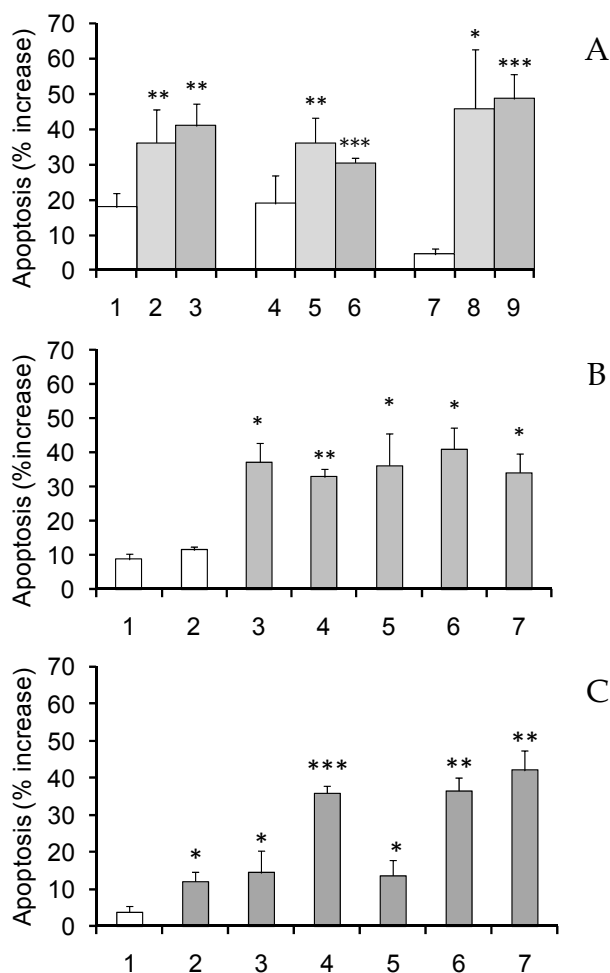 A
Apoptosis (% increase)
70
60
50
40
30
20
10
0
** ** ** *** * ***
1 2 3 4 5 6 7 8 9
B
Apoptosis (%increase)
70
60
50
40
30
20
10
0
* ** * * *
1 2 3 4 5 6 7
C
Apoptosis (% increase)
70
60
50
40
30
20
10
0
* * *** * ** **
1 2 3 4 5 6 7